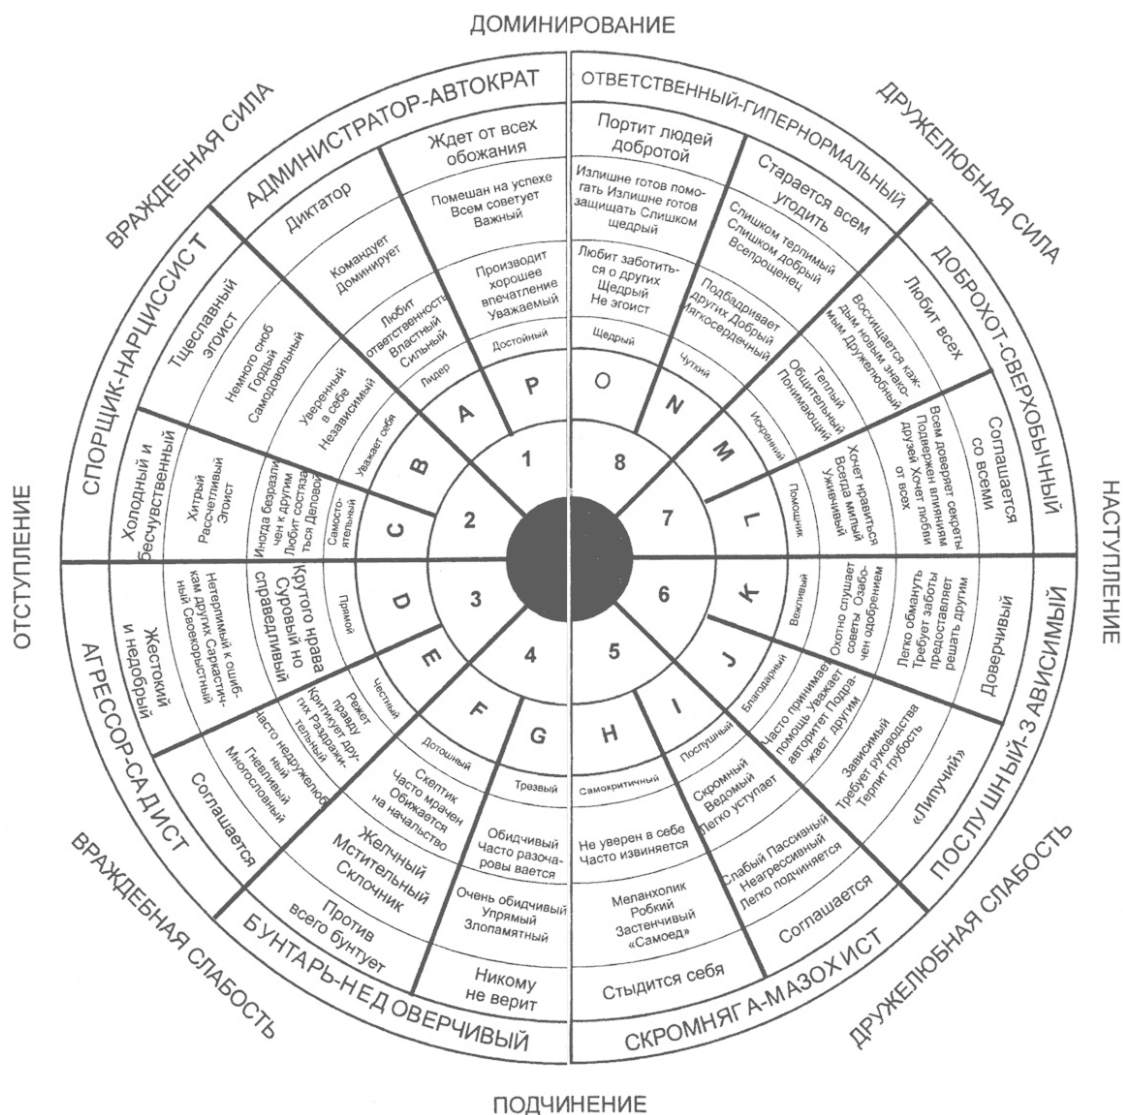 ДОМИНИРОВАНИЕ
ВРАЖДЕБНАЯ СИЛА
ДРУЖЕЛЮБНАЯ СИЛА
ОТСТУПЛЕНИЕ
НАСТУПЛЕНИЕ
ВРАЖДЕБНАЯ СЛАБОСТЬ
ДРУЖЕЛЮБНАЯ СЛАБОСТЬ
ПОДЧИНЕНИЕ
АДМИНИСТРАТОР-АВТОКРАТ
Ждет от всех
обожания
Помешан на успехе
Всем советует
Важный
Производит
хорошее
впечатление
Уважаемый
Достойный
P
1
Диктатор
Командует
Доминирует
Любит
ответственность
Властный
Сильный
Лидер
A
СПОРЩИК-НАРЦИССИСТ
Тщеславный
эгоист
Немного сноб
Гордый
Самодовольный
Уверенный
в себе
Независимый
Уважает себя
B
2
Холодный и
бесчувственный
Хитрый
Рассчетливый
Эгоист
Иногда безразли
чен к другим
Любит состяза
ться Деловой
Самосто-
ятельный
C
АГРЕССОР-САДИСТ
Жестокий
и недобрый
Нетерпимый к ошиб-
кам других Саркастич-
ный Своекорыстный
Крутого нрава
Суровый но
справедливый
Прямой
D
3
Соглашается
Часто недружелюб
ный
Гневливый
Многословный
Режет
правду
Критикует дру-
гих Раздражи-
тельный
Честный
E
БУНТАРЬ-НЕДОВЕРЧИВЫЙ
Против
всего бунтует
Желчный
Мстительный
Склочник
Скептик
Часто мрачен
Обижается
на начальство
Дотошный
F
4
Никому
не верит
Очень обидчивый
Упрямый
Злопамятный
Обидчивый
Часто разоча-
ровы вается
Трезвый
G
СКРОМНЯГА-МАЗОХИСТ
Стыдится себя
Меланхолик
Робкий
Застенчивый
«Самоед»
Не уверен в себе
Часто извиняется
Самокритичный
H
5
Соглашается
Слабый Пассивный
Неагрессивный
Легко подчиняется
Скромный
Ведомый
Легко уступает
Послушный
I
ПОСЛУШНЫЙ-ЗАВИСИМЫЙ
«Липучий»
Зависимый
Требует руководства
Терпит грубость
Часто принимает
помощь Уважает
авторитет Подра-
жает другим
Благодарный
J
6
Доверчивый
Легко обмануть
Требует заботы
предоставляет
решать другим
Охотно слушает
советы Озабо-
чен одобрением
Вежливый
K
ДОБРОХОТ-СВЕРХОБЫЧНЫЙ
Соглашается
со всеми
Всем доверяет секреты
Подвержен влияниям
друзей Хочет любви
от всех
Хочет нравиться
Всегда милый
Уживчивый
Помощник
L
7
Любит всех
Восхищается каж-
дым новым знако-
мым Дружелюбный
Теплый
Общительный
Понимающий
Искренний
M
ОТВЕТСТВЕННЫЙ-ГИПЕРНОРМАЛЬНЫЙ
Старается всем
угодить
Слишком терпимый
Слишком добрый
Всепрощенец
Подбадривает
других Добрый
Мягкосердечный
Чуткий
N
8
Портит людей
добротой
Излишне готов помо-
гать Излишне готов
защищать Слишком
щедрый
Любит заботить-
ся о других
Щедрый
Не эгоист
Щедрый
O